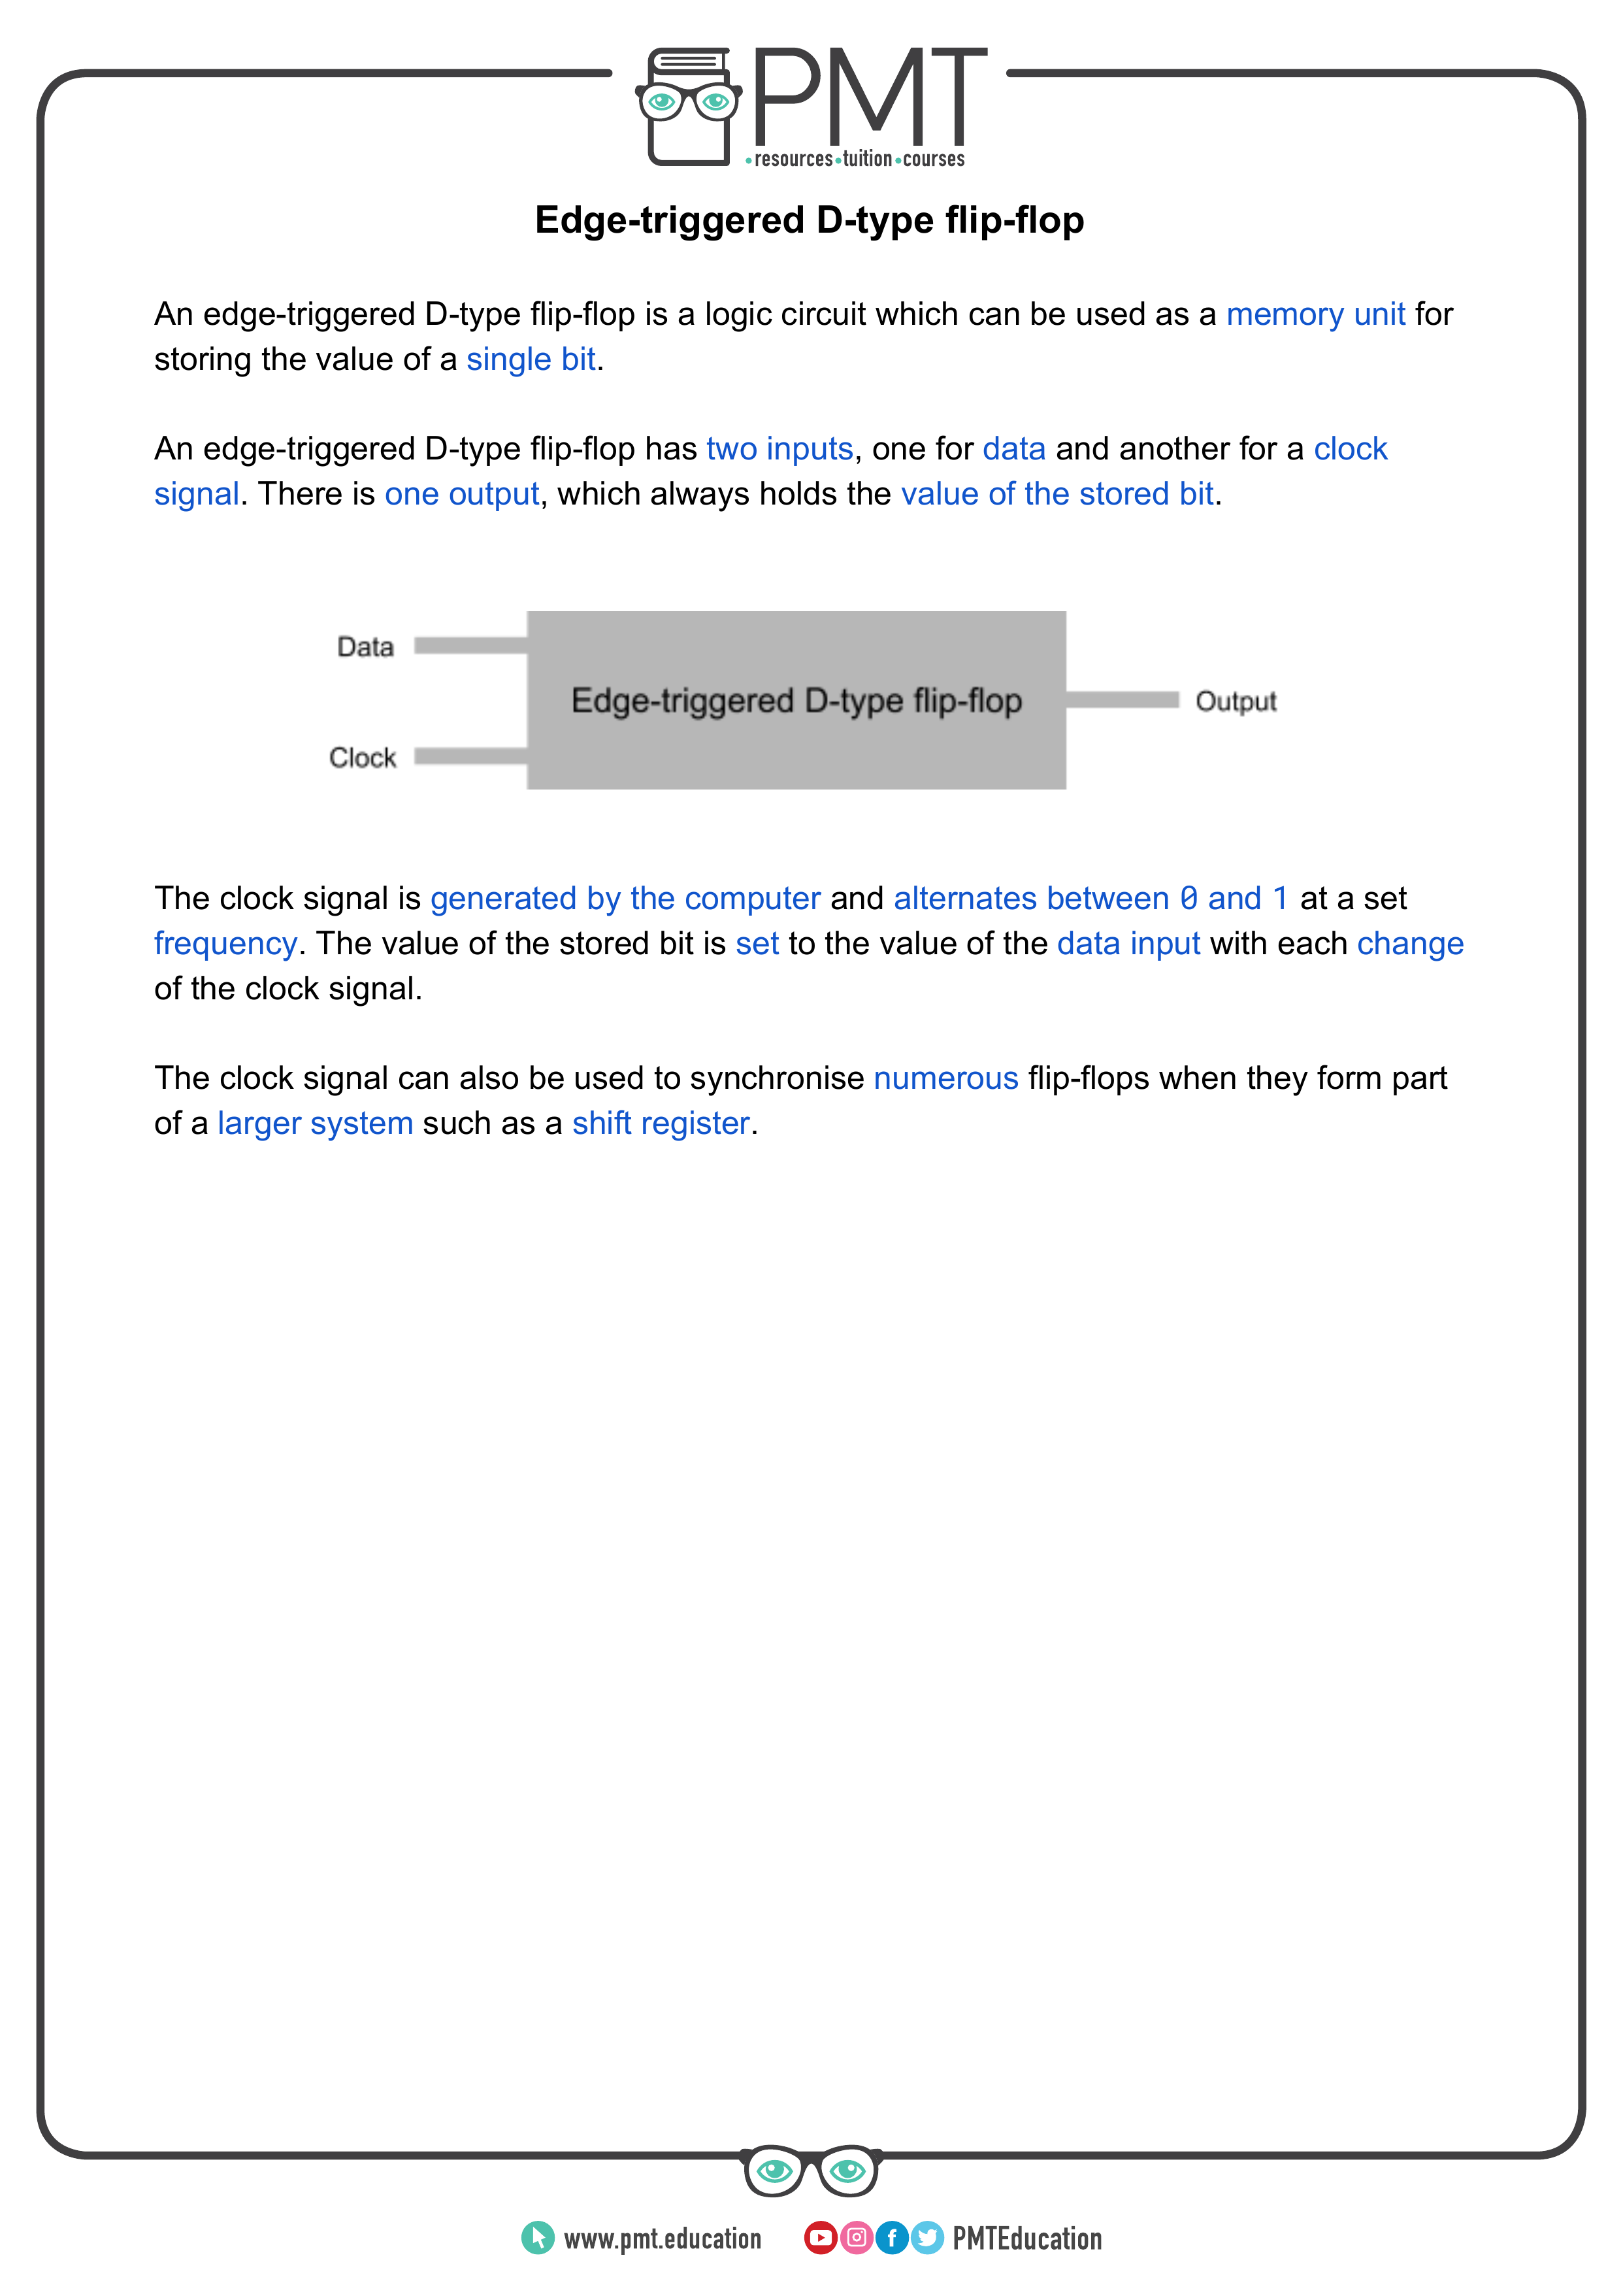 PMT
resources tuition courses
Edge-triggered D-type flip-flop
An edge-triggered D-type flip-flop is a logic circuit which can be used as a memory unit for
storing the value of a single bit.
An edge-triggered D-type flip-flop has two inputs, one for data and another for a clock
signal. There is one output, which always holds the value of the stored bit.
Data
Edge-triggered D-type flip-flop
Output
Clock
The clock signal is generated by the computer and alternates between 0 and 1 at a set
frequency. The value of the stored bit is set to the value of the data input with each change
of the clock signal.
The clock signal can also be used to synchronise numerous flip-flops when they form part
of a larger system such as a shift register.
www.pmt.education PMTEducation